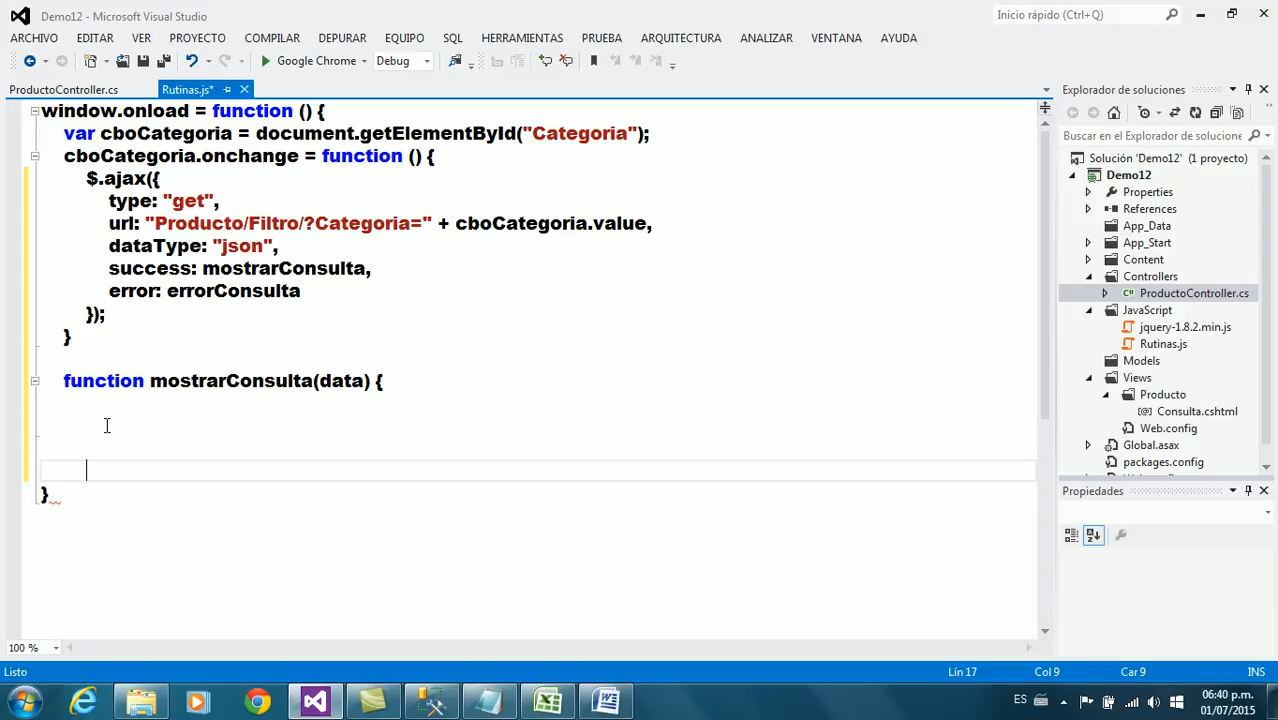 Demo12 - Microsoft Visual Studio
Inicio rápido (Ctrl+Q)
ARCHIVO EDITAR VER PROYECTO COMPILAR DEPURAR EQUIPO SQL HERRAMIENTAS PRUEBA ARQUITECTURA ANALIZAR VENTANA AYUDA
Google Chrome Debug
ProductoController.cs Rutinas.js*
window.onload = function () {
var cboCategoria = document.getElementById("Categoria");
cboCategoria.onchange = function () {
$.ajax({
type: "get",
url: "Producto/Filtro/?Categoria=" + cboCategoria.value,
dataType: "json",
success: mostrarConsulta,
error: errorConsulta
});
}
function mostrarConsulta(data) {
}
100 %
Explorador de soluciones
Buscar en el Explorador de solucione
Solución 'Demo12' (1 proyecto)
Demo12
Properties
References
App_Data
App_Start
Content
Controllers
C# ProductoController.cs
JavaScript
jquery-1.8.2.min.js
Rutinas.js
Models
Views
Producto
[@] Consulta.cshtml
Web.config
Global.asax
packages.config
Propiedades
Listo Lín 17 Col 9 Car 9 INS
ES
06:40 p.m.
01/07/2015